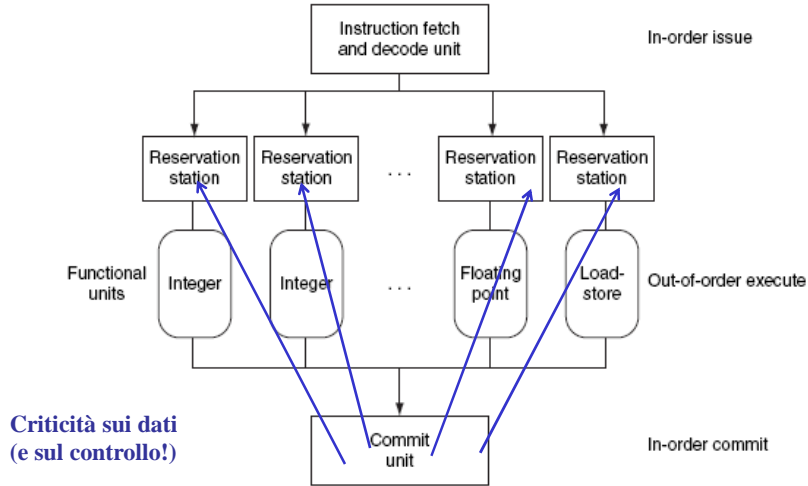 Instruction fetch
and decode unit
In-order issue
Reservation
station
Reservation
station
. . .
Reservation
station
Reservation
station
Functional
units
Integer
Integer
. . .
Floating
point
Load-
store
Out-of-order execute
Criticità sui dati
(e sul controllo!)
Commit
unit
In-order commit